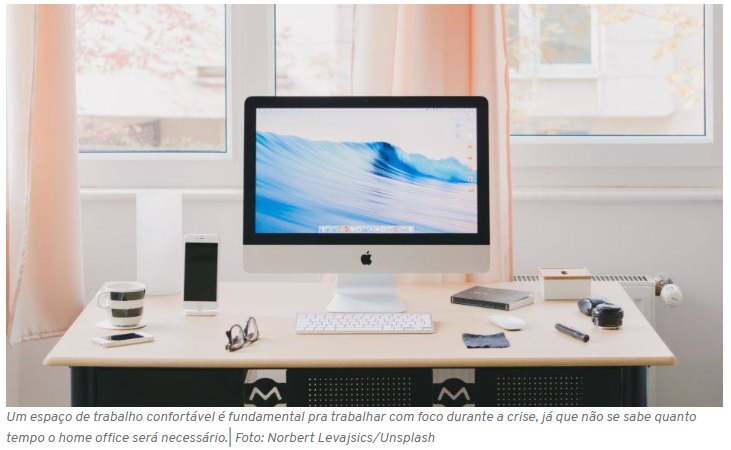 Um espaço de trabalho confortável é fundamental pra trabalhar com foco durante a crise, já que não se sabe quanto
tempo o home office será necessário.| Foto: Norbert Levajsics/Unsplash